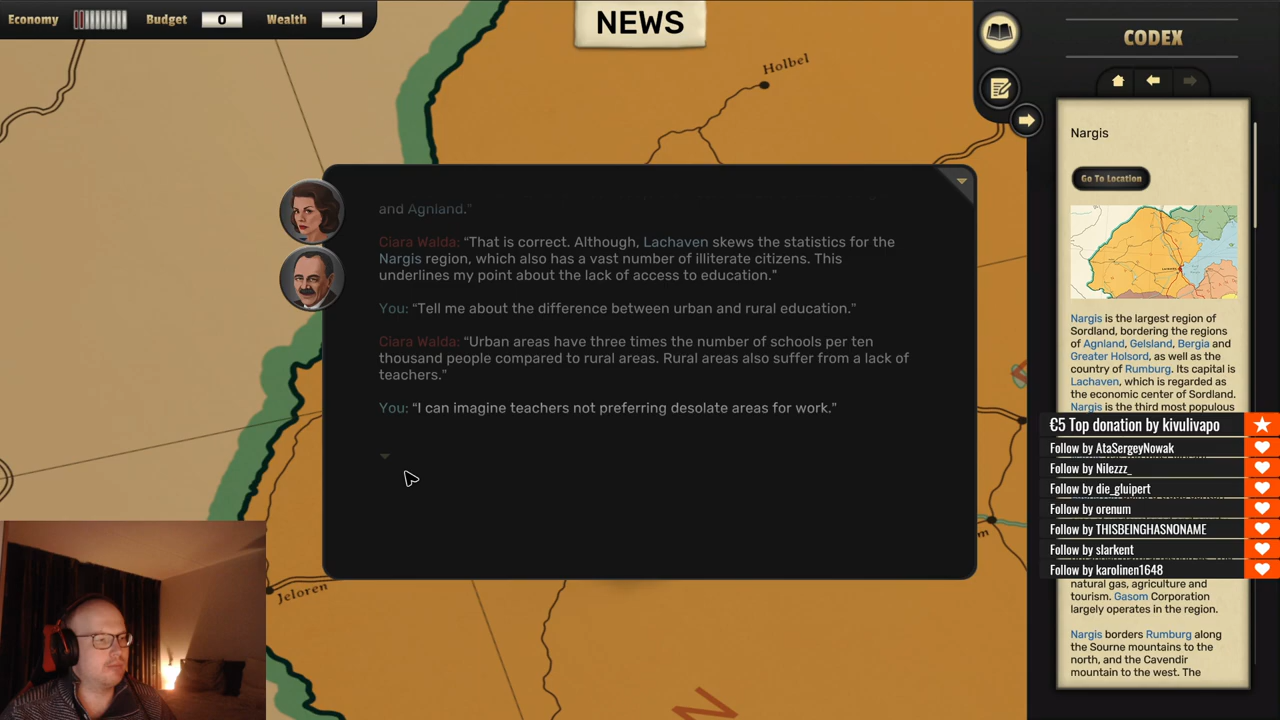 Economy
Budget
0
Wealth
1
NEWS
CODEX
Holbel
Nargis
Go To Location
and Agnland.”
Ciara Walda: “That is correct. Although, Lachaven skews the statistics for the
Nargis region, which also has a vast number of illiterate citizens. This
underlines my point about the lack of access to education.”
You: “Tell me about the difference between urban and rural education.”
Ciara Walda: “Urban areas have three times the number of schools per ten
thousand people compared to rural areas. Rural areas also suffer from a lack of
teachers.”
You: “I can imagine teachers not preferring desolate areas for work.”
Jeloren
N
Nargis is the largest region of
Sordland, bordering the regions
of Agnland, Gelsland, Bergia and
Greater Holsord, as well as the
country of Rumburg. Its capital is
Lachaven, which is regarded as
the economic center of Sordland.
Nargis is the third most populous
€5 Top donation by kivulivapo
Follow by AtaSergeyNowak
Follow by Nilezzz_
Follow by die_gluipert
Follow by orenum
Follow by THISBEINGHASNONAME
Follow by slarkent
Follow by karolinen1648
natural gas, agriculture and
tourism. Gasom Corporation
largely operates in the region.
Nargis borders Rumburg along
the Sourne mountains to the
north, and the Cavendir
mountain to the west. The